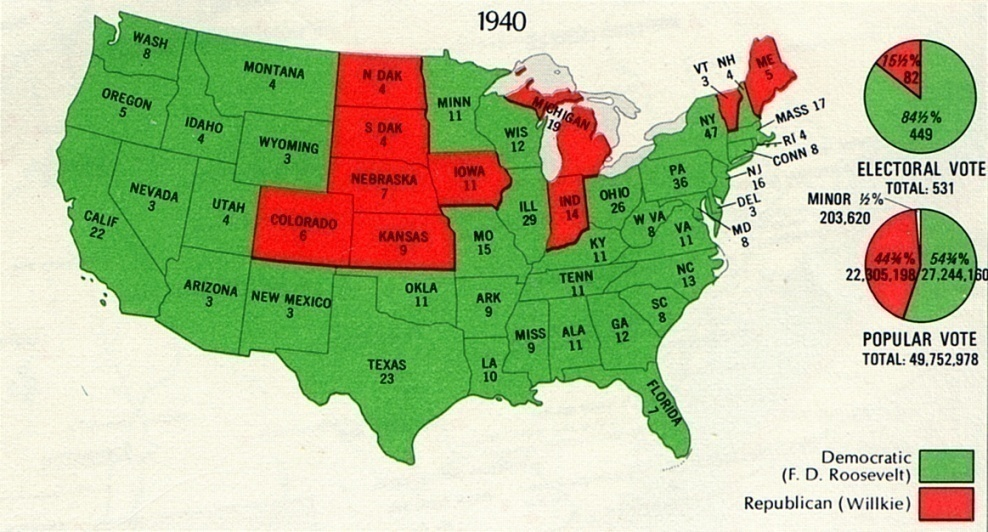 1940
WASH
8
OREGON
5
CALIF
22
NEVADA
3
IDAHO
4
MONTANA
4
WYOMING
3
UTAH
4
COLORADO
6
ARIZONA
3
NEW MEXICO
3
N DAK
4
S DAK
4
NEBRASKA
7
KANSAS
9
OKLA
11
TEXAS
23
MINN
11
IOWA
11
MO
15
ARK
9
LA
10
WIS
12
ILL
29
MICHIGAN
19
IND
14
OHIO
26
KY
11
TENN
11
MISS
9
ALA
11
GA
12
FLORIDA
7
SC
8
NC
13
VA
11
W VA
8
PA
36
NY
47
VT
3
NH
4
ME
5
MASS 17
RI 4
CONN 8
NJ
16
DEL
3
MD
8
15½%
82
84½%
449
ELECTORAL VOTE
TOTAL: 531
MINOR ½%
203,620
44¾% 54¾%
22,305,198 27,244,160
POPULAR VOTE
TOTAL: 49,752,978
Democratic
(F. D. Roosevelt)
Republican (Willkie)